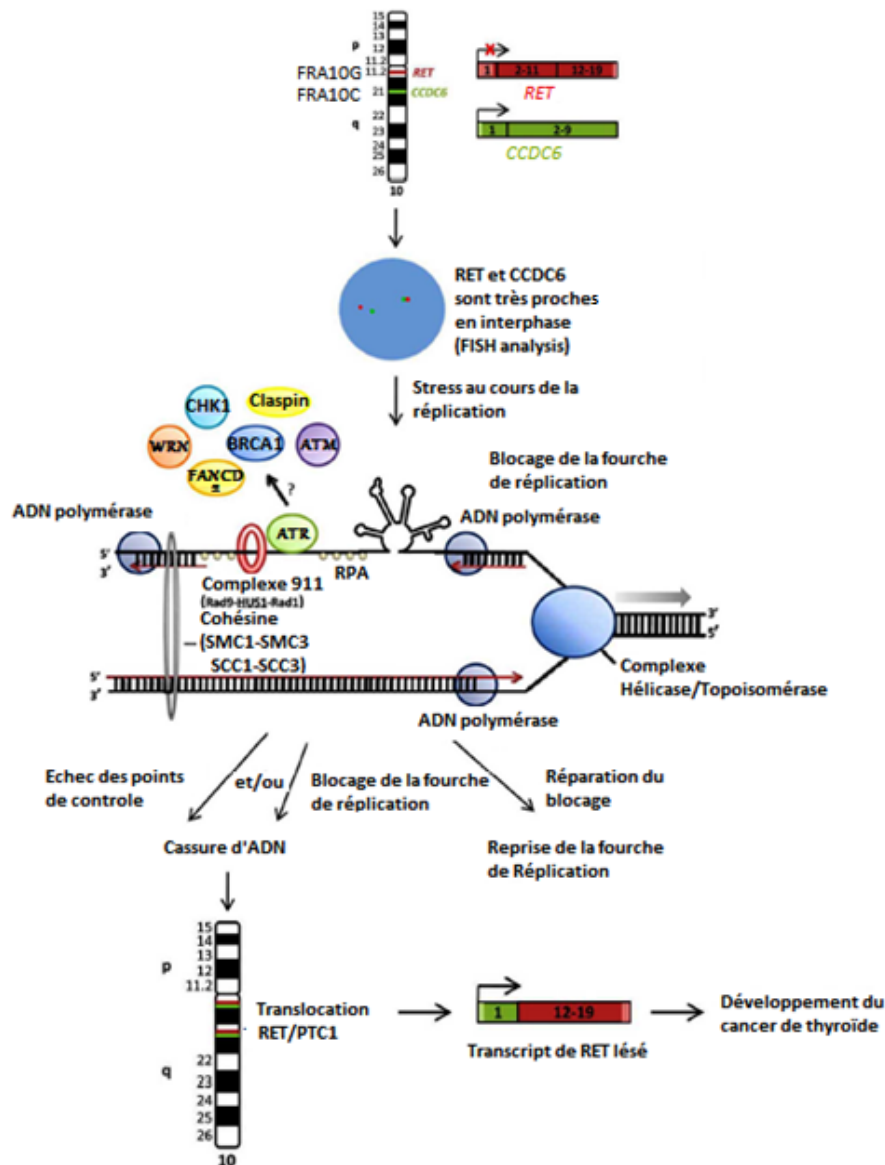 15
14
13
p
12
11.2
FRA10G
11.2
RET
FRA10C
21
CCDC6
22
q
23
24
25
26
10
1 2-11 12-19
RET
1 2-9
CCDC6
RET et CCDC6
sont très proches
en interphase
(FISH analysis)
Stress au cours de la
réplication
CHK1
Claspin
WRN
BRCA1
ATM
FANCD
2
?
Blocage de la fourche
de réplication
ADN polymérase
ADN polymérase
ATR
RPA
5'
3'
Complexe 911
(Rad9-HUS1-Rad1)
Cohésine
(SMC1-SMC3
SCC1-SCC3)
3'
5'
5'
3'
Complexe
Hélicase/Topoisomérase
ADN polymérase
Echec des points
de controle
et/ou
Blocage de la fourche
de réplication
Réparation du
blocage
Cassure d'ADN
Reprise de la fourche
de Réplication
15
14
13
p
12
11.2
Translocation
RET/PTC1
22
q
23
24
25
26
10
1 12-19
Transcript de RET lésé
Développement du
cancer de thyroïde